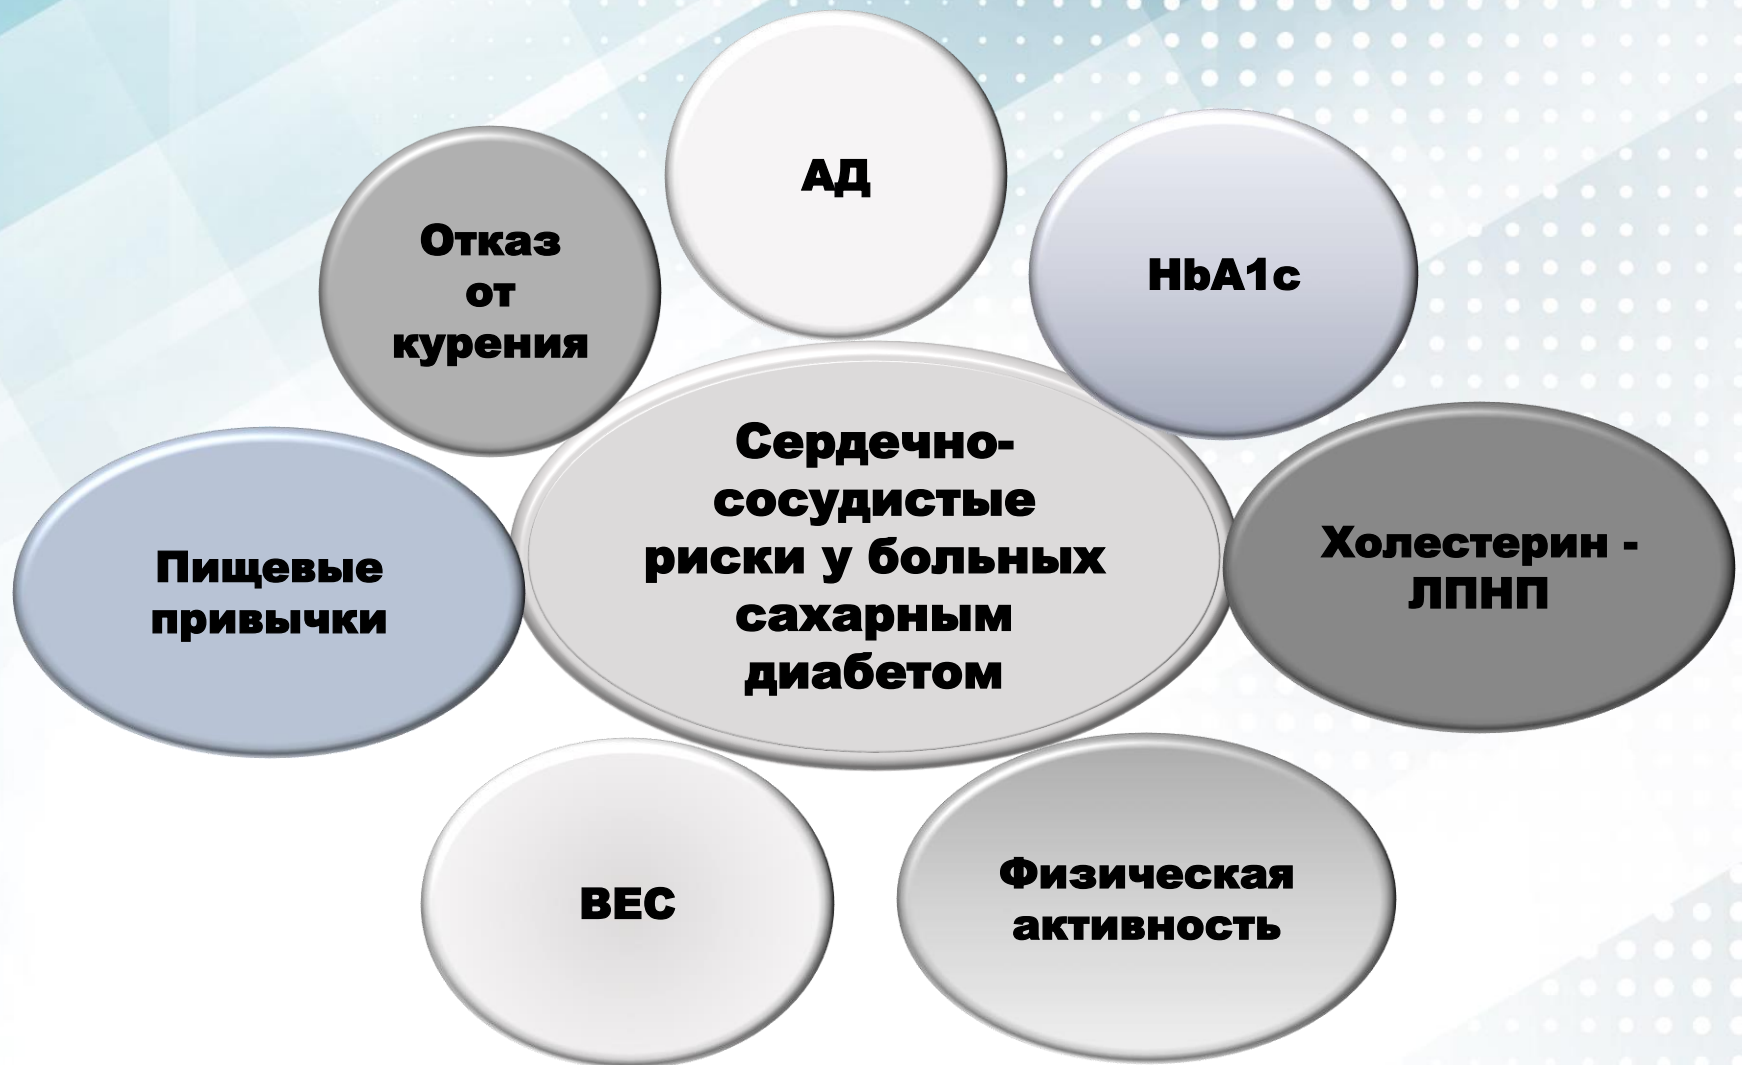 АД
Отказ
от
курения
HbA1c
Сердечно-
сосудистые
риски у больных
сахарным
диабетом
Холестерин -
ЛПНП
Пищевые
привычки
ВЕС
Физическая
активность